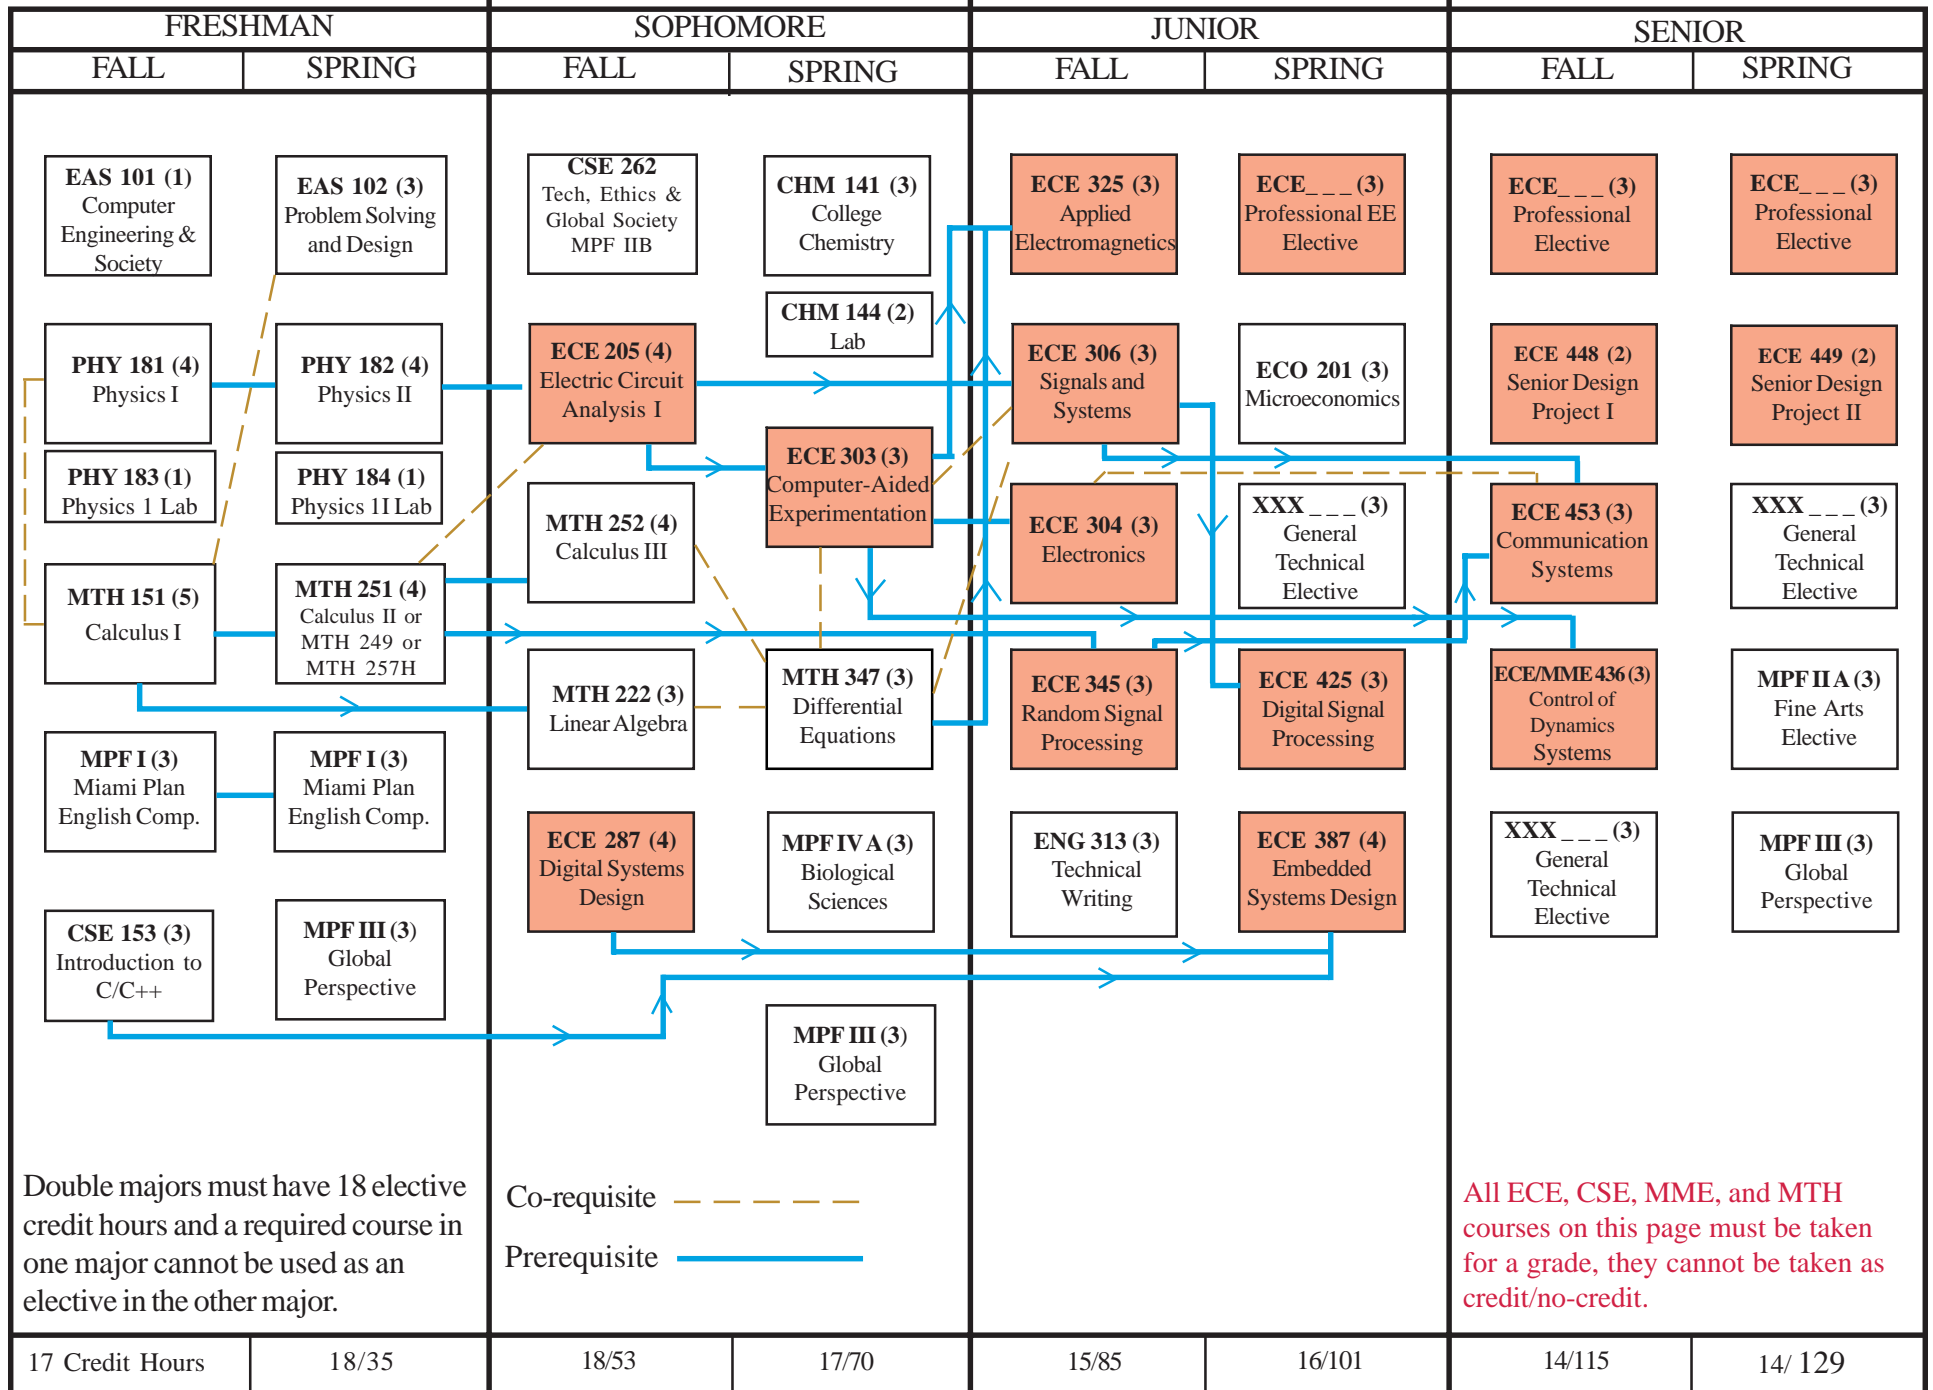 FRESHMAN
SOPHOMORE
JUNIOR
SENIOR
FALL
SPRING
FALL
SPRING
FALL
SPRING
FALL
SPRING
EAS 101 (1)
Computer
Engineering &
Society
PHY 181 (4)
Physics I
PHY 183 (1)
Physics 1 Lab
MTH 151 (5)
Calculus I
MPF I (3)
Miami Plan
English Comp.
CSE 153 (3)
Introduction to
C/C++
EAS 102 (3)
Problem Solving
and Design
PHY 182 (4)
Physics II
PHY 184 (1)
Physics 1I Lab
MTH 251 (4)
Calculus II or
MTH 249 or
MTH 257H
MPF I (3)
Miami Plan
English Comp.
MPF III (3)
Global
Perspective
CSE 262
Tech, Ethics &
Global Society
MPF IIB
ECE 205 (4)
Electric Circuit
Analysis I
MTH 252 (4)
Calculus III
MTH 222 (3)
Linear Algebra
ECE 287 (4)
Digital Systems
Design
CHM 141 (3)
College
Chemistry
CHM 144 (2)
Lab
ECE 303 (3)
Computer-Aided
Experimentation
MTH 347 (3)
Differential
Equations
MPF IV A (3)
Biological
Sciences
MPF III (3)
Global
Perspective
ECE 325 (3)
Applied
Electromagnetics
ECE 306 (3)
Signals and
Systems
ECE 304 (3)
Electronics
ECE 345 (3)
Random Signal
Processing
ENG 313 (3)
Technical
Writing
ECE_ _ _ (3)
Professional EE
Elective
ECO 201 (3)
Microeconomics
XXX _ _ _ (3)
General
Technical
Elective
ECE 425 (3)
Digital Signal
Processing
ECE 387 (4)
Embedded
Systems Design
ECE_ _ _ (3)
Professional
Elective
ECE 448 (2)
Senior Design
Project I
ECE 453 (3)
Communication
Systems
ECE/MME 436 (3)
Control of
Dynamics
Systems
XXX _ _ _ (3)
General
Technical
Elective
ECE_ _ _ (3)
Professional
Elective
ECE 449 (2)
Senior Design
Project II
XXX _ _ _ (3)
General
Technical
Elective
MPF II A (3)
Fine Arts
Elective
MPF III (3)
Global
Perspective
Double majors must have 18 elective
credit hours and a required course in
one major cannot be used as an
elective in the other major.
Co-requisite
Prerequisite
All ECE, CSE, MME, and MTH
courses on this page must be taken
for a grade, they cannot be taken as
credit/no-credit.
17 Credit Hours
18/35
18/53
17/70
15/85
16/101
14/115
14/ 129